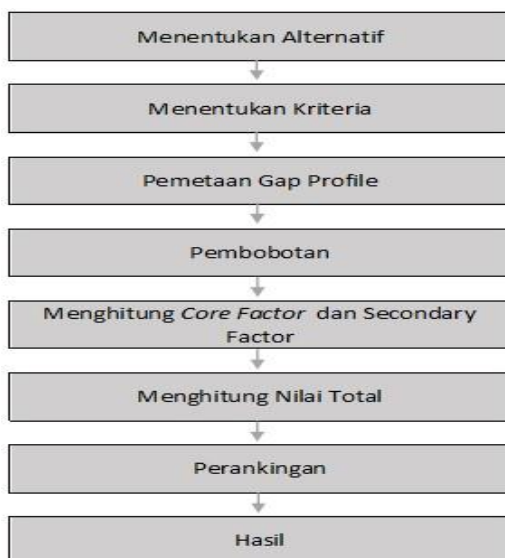 Menentukan Alternatif
Menentukan Kriteria
Pemetaan Gap Profile
Pembobotan
Menghitung Core Factor dan Secondary
Factor
Menghitung Nilai Total
Perankingan
Hasil